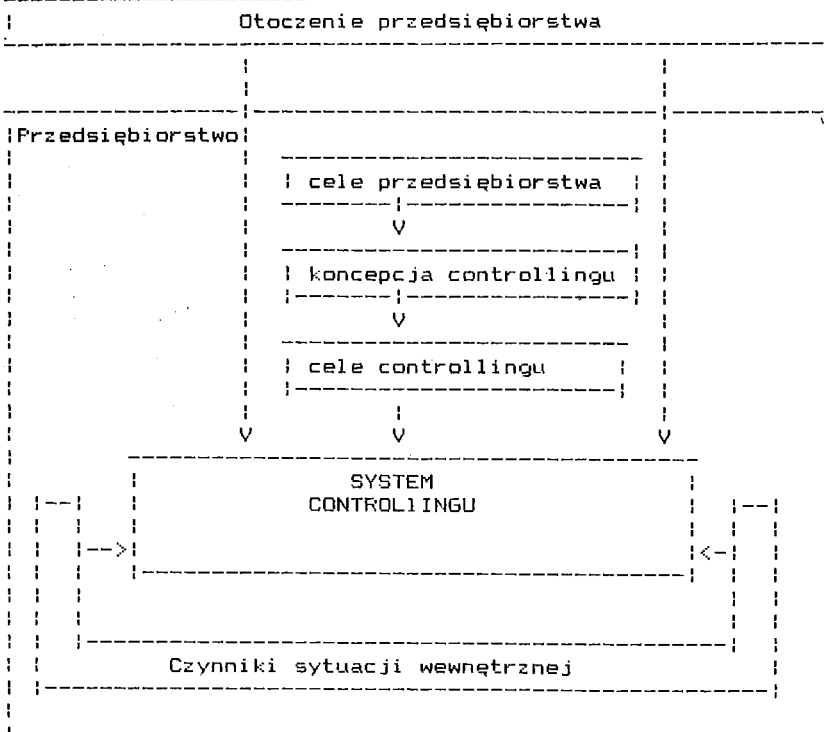 Otoczenie przedsiębiorstwa
Przedsiębiorstwo
cele przedsiębiorstwa
koncepcja controllingu
cele controllingu
SYSTEM
CONTROLlINGU
Czynniki sytuacji wewnętrznej